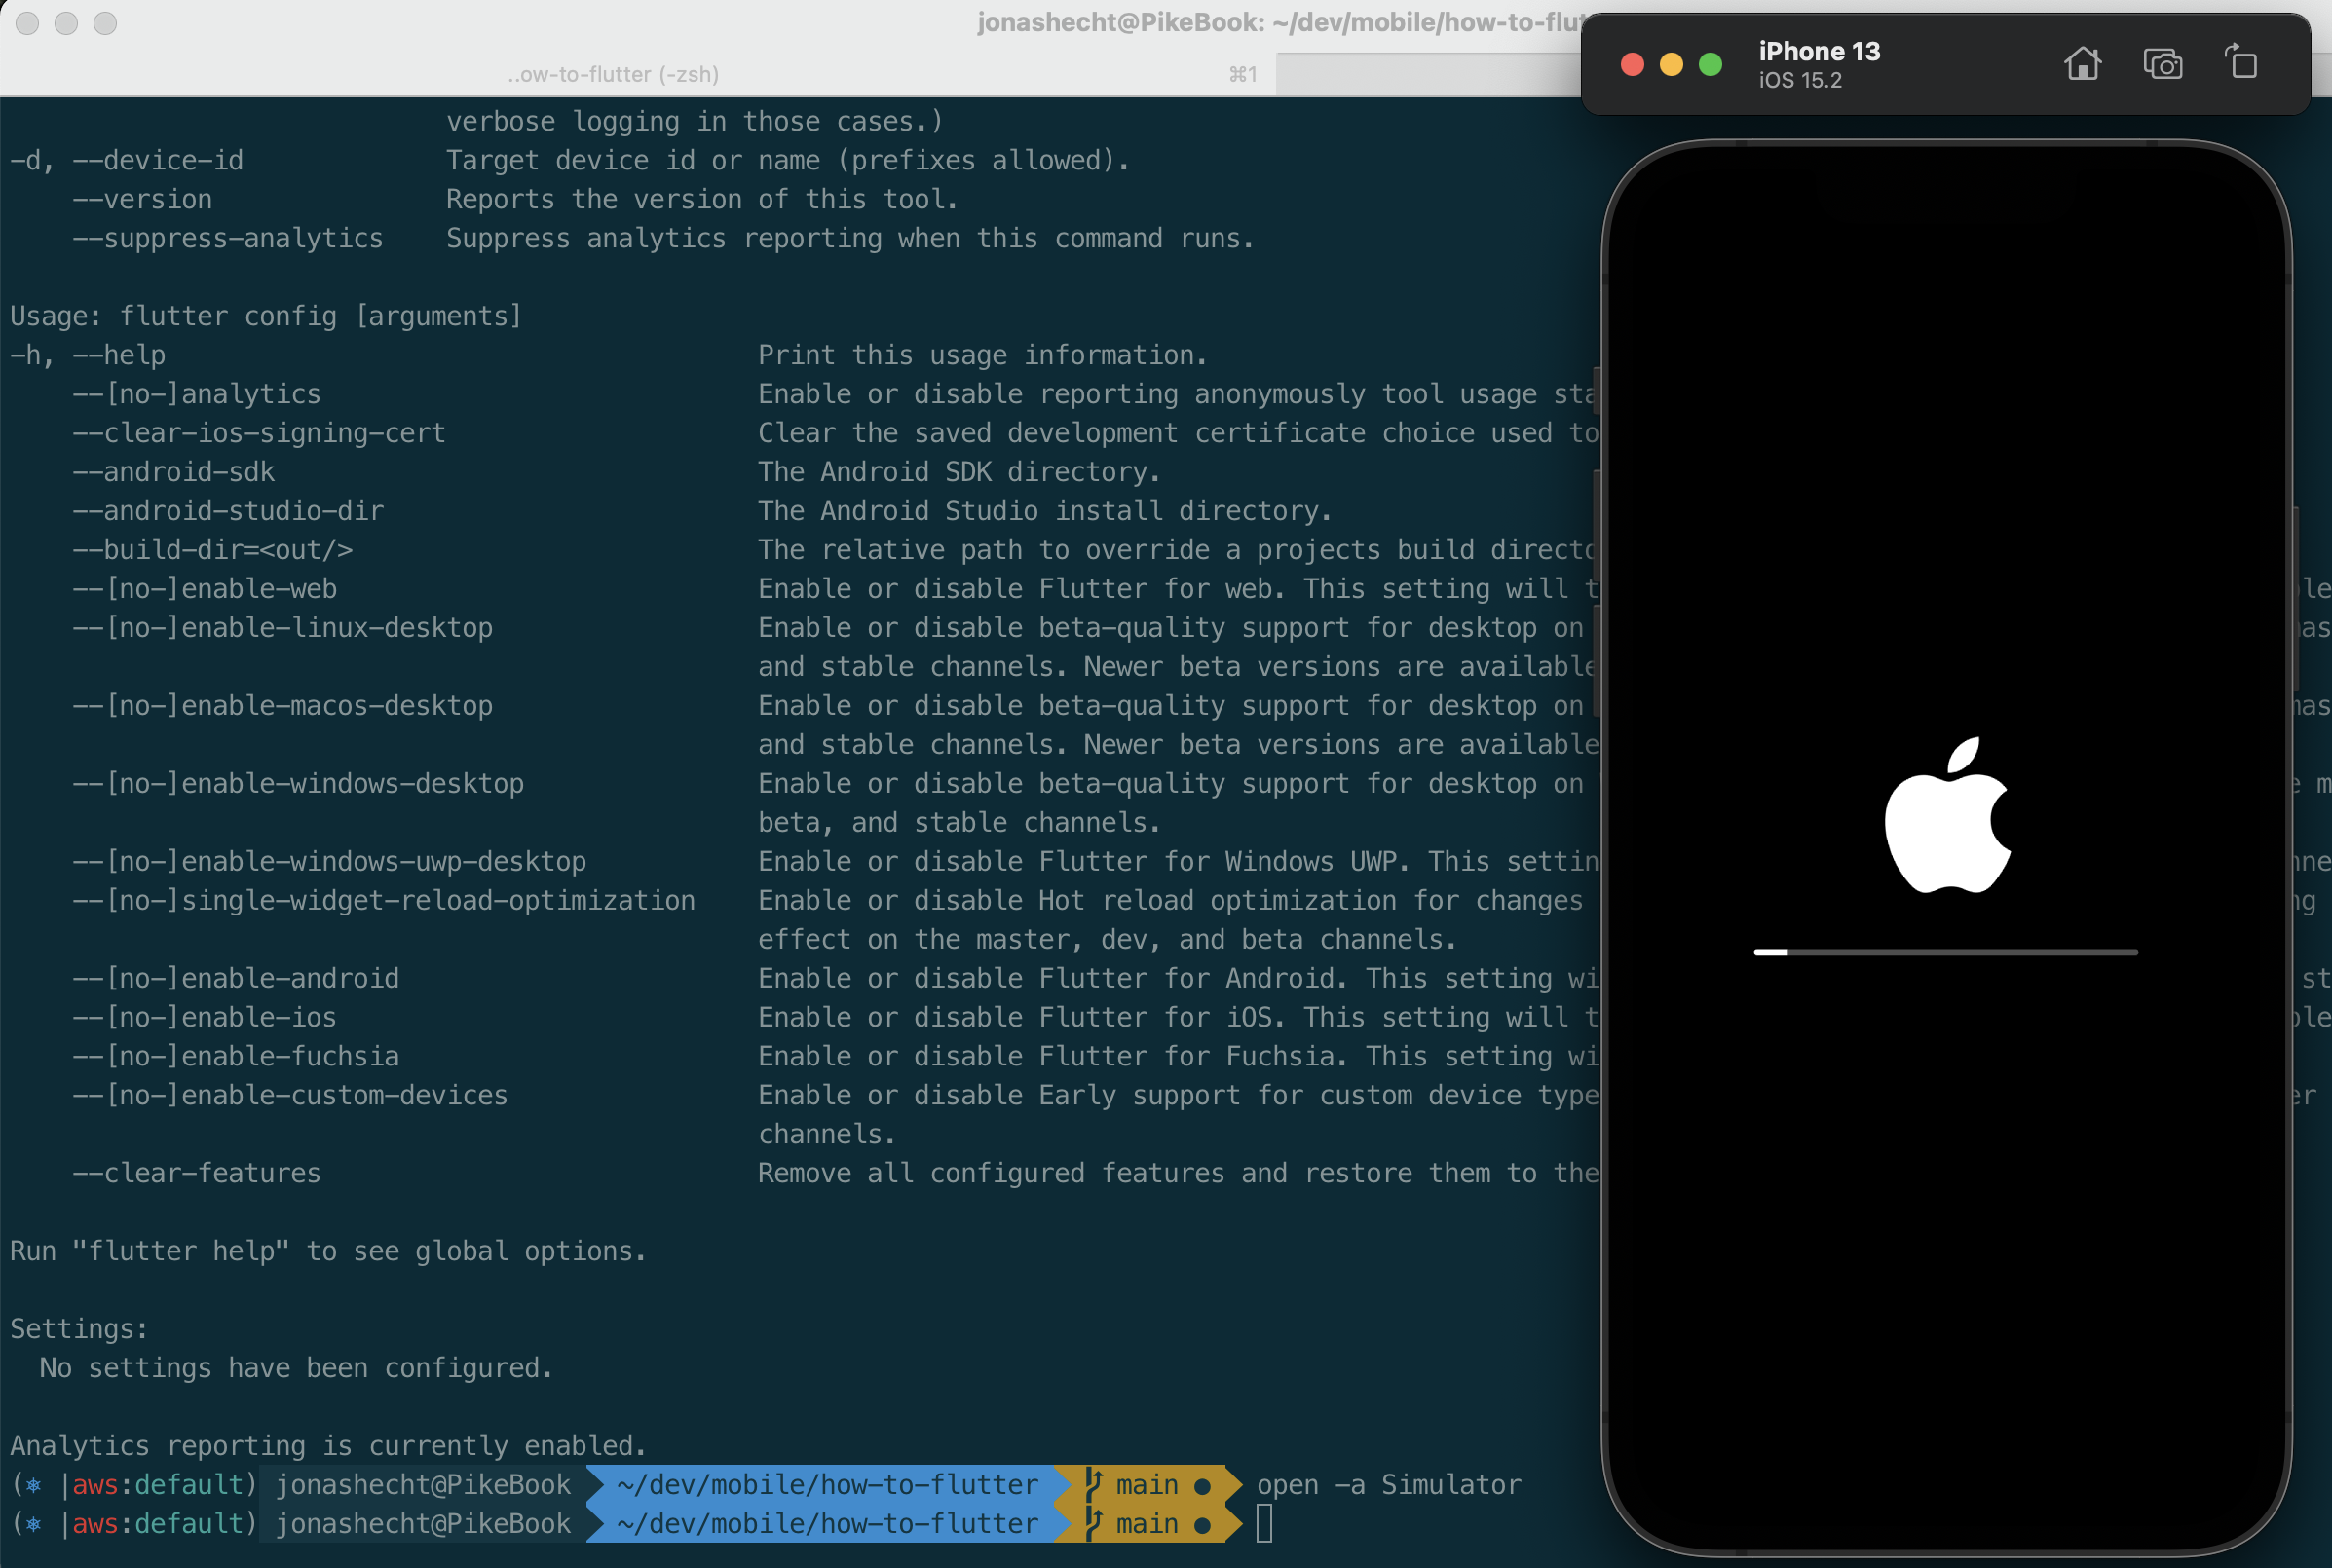 jonashecht@PikeBook: ~/dev/mobile/how-to-flut
..ow-to-flutter (-zsh) ⌘1
iPhone 13
iOS 15.2
verbose logging in those cases.)
-d, --device-id Target device id or name (prefixes allowed).
--version Reports the version of this tool.
--suppress-analytics Suppress analytics reporting when this command runs.
Usage: flutter config [arguments]
-h, --help Print this usage information.
--[no-]analytics Enable or disable reporting anonymously tool usage sta
--clear-ios-signing-cert Clear the saved development certificate choice used to
--android-sdk The Android SDK directory.
--android-studio-dir The Android Studio install directory.
--build-dir=<out/> The relative path to override a projects build directo
--[no-]enable-web Enable or disable Flutter for web. This setting will t
--[no-]enable-linux-desktop Enable or disable beta-quality support for desktop on mas
and stable channels. Newer beta versions are available
--[no-]enable-macos-desktop Enable or disable beta-quality support for desktop on mas
and stable channels. Newer beta versions are available
--[no-]enable-windows-desktop Enable or disable beta-quality support for desktop on e m
beta, and stable channels.
--[no-]enable-windows-uwp-desktop Enable or disable Flutter for Windows UWP. This settin nne
--[no-]single-widget-reload-optimization Enable or disable Hot reload optimization for changes ng
effect on the master, dev, and beta channels.
--[no-]enable-android Enable or disable Flutter for Android. This setting wi st
--[no-]enable-ios Enable or disable Flutter for iOS. This setting will t ble
--[no-]enable-fuchsia Enable or disable Flutter for Fuchsia. This setting wi
--[no-]enable-custom-devices Enable or disable Early support for custom device type er
channels.
--clear-features Remove all configured features and restore them to the
Run "flutter help" to see global options.
Settings:
No settings have been configured.
Analytics reporting is currently enabled.
(⎈ |aws:default) jonashecht@PikeBook ~/dev/mobile/how-to-flutter main ● open -a Simulator
(⎈ |aws:default) jonashecht@PikeBook ~/dev/mobile/how-to-flutter main ●